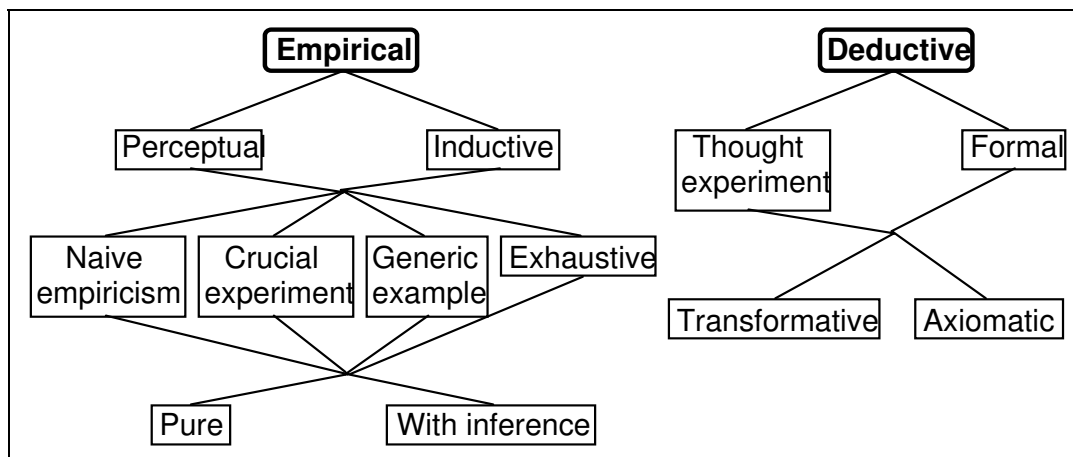 Empirical
Deductive
Perceptual
Inductive
Thought
experiment
Formal
Naive
empiricism
Crucial
experiment
Generic
example
Exhaustive
Transformative
Axiomatic
Pure
With inference